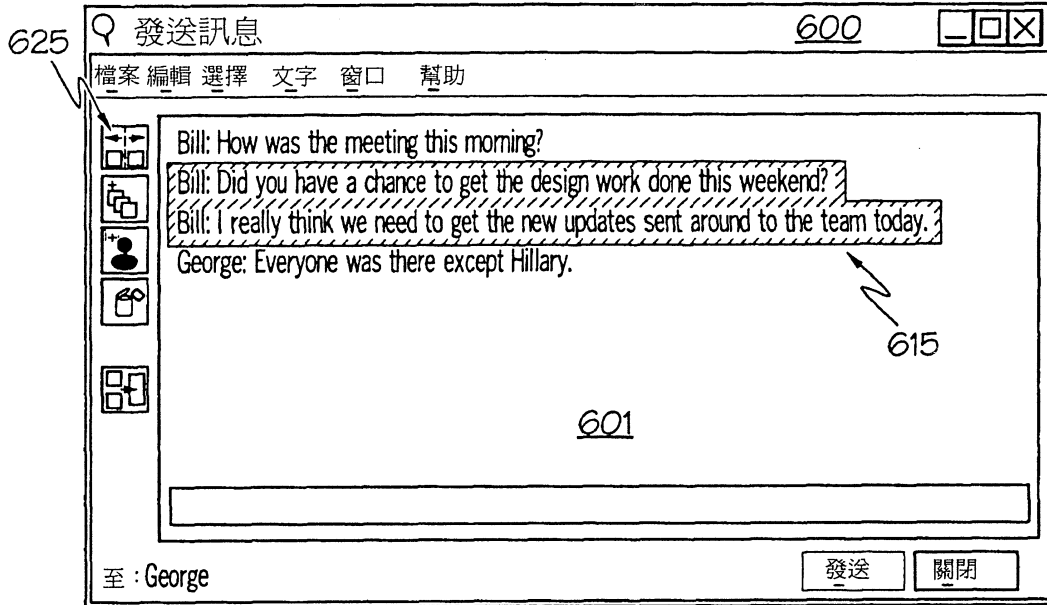 625
發送訊息 600
檔案 編輯 選擇 文字 窗口 幫助
Bill: How was the meeting this morning?
Bill: Did you have a chance to get the design work done this weekend?
Bill: I really think we need to get the new updates sent around to the team today.
George: Everyone was there except Hillary.
615
601
至:George 發送 關閉